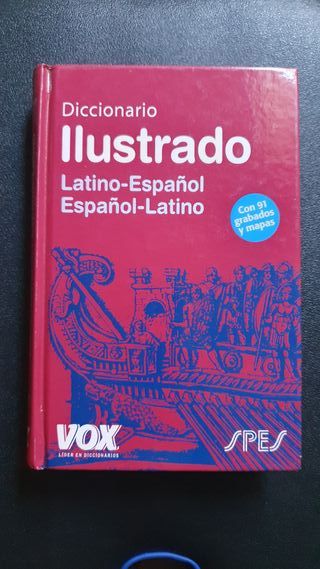 Diccionario
Ilustrado
Latino-Español
Español-Latino
Con 91
grabados
y mapas
VOX
LÍDER EN DICCIONARIOS
SPES